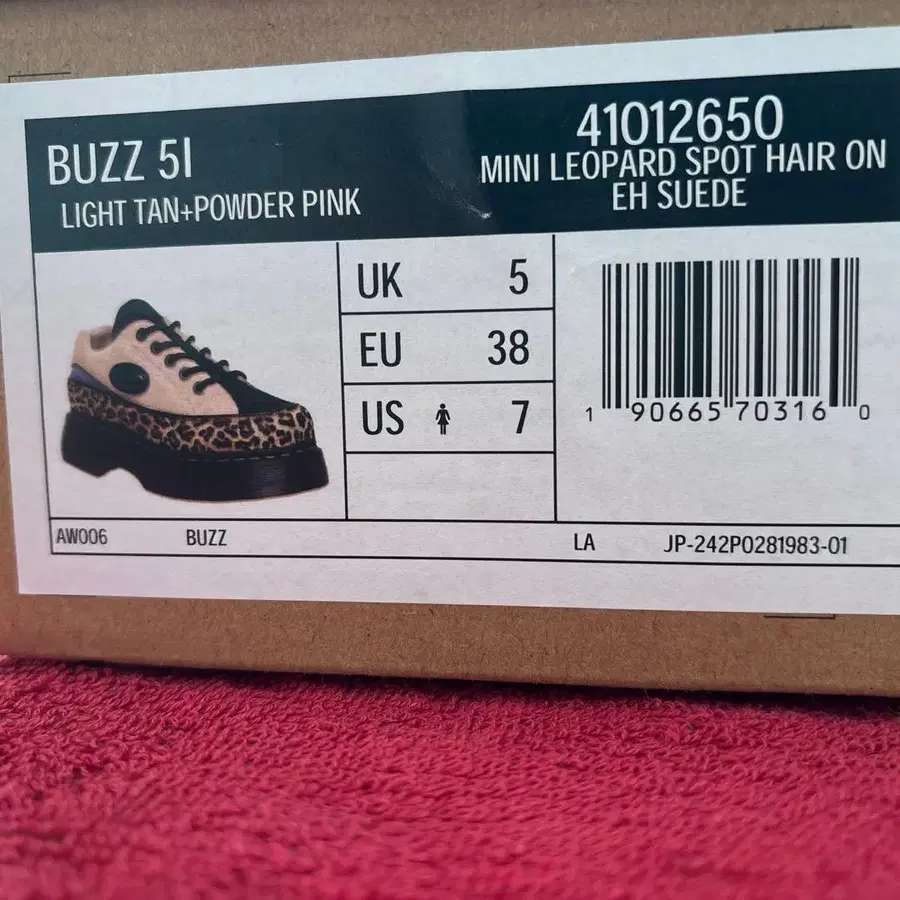 BUZZ 5I
LIGHT TAN+POWDER PINK
41012650
MINI LEOPARD SPOT HAIR ON
EH SUEDE
UK 5
EU 38
US 7
1 90665 70316 0
AW006 BUZZ LA JP-242P0281983-01